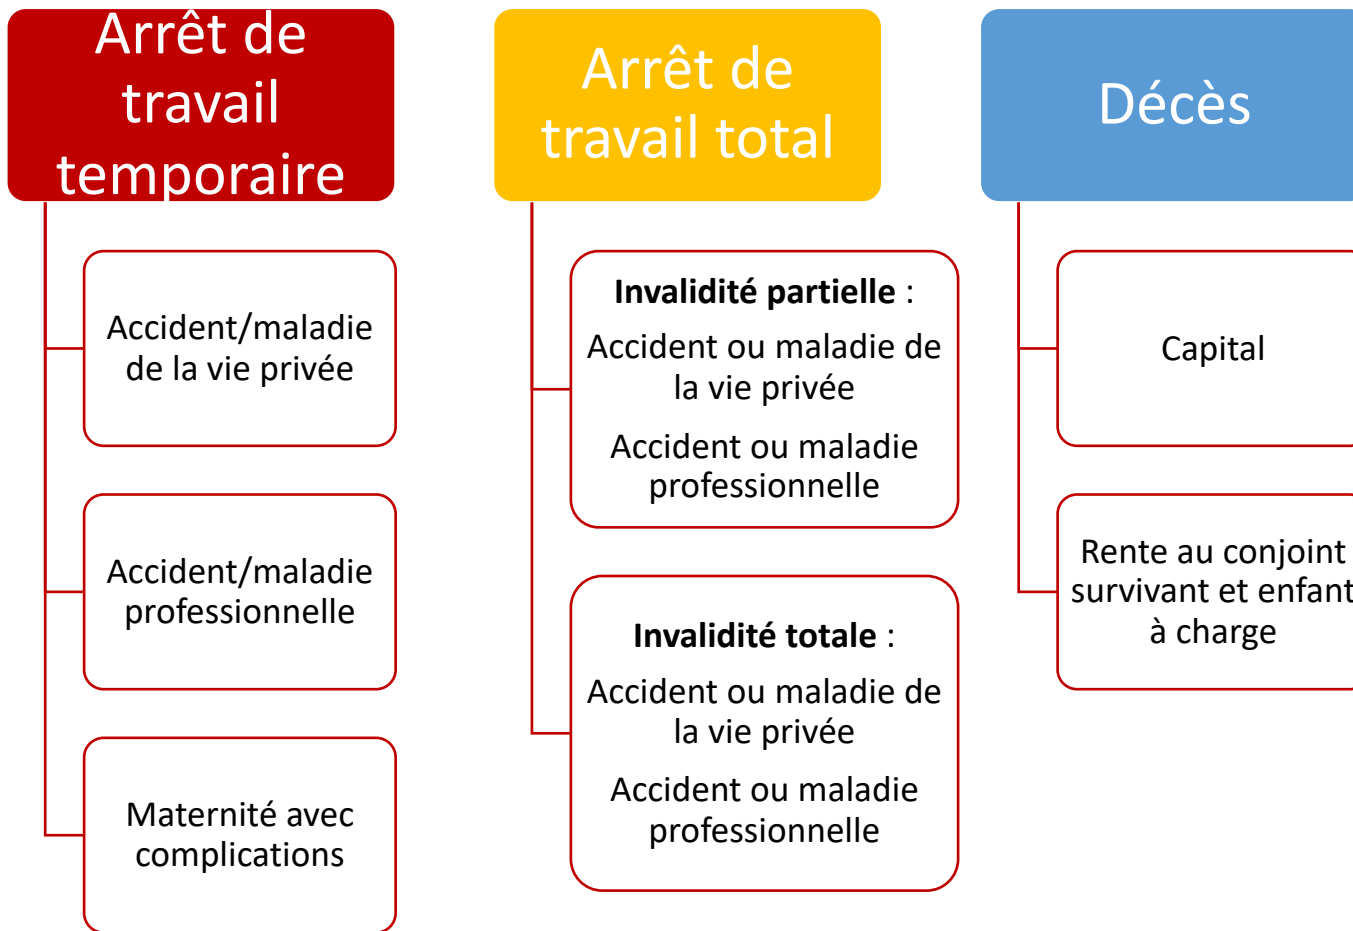 Arrêt de
travail
temporaire
Accident/maladie
de la vie privée
Accident/maladie
professionnelle
Maternité avec
complications
Arrêt de
travail total
Invalidité partielle :
Accident ou maladie de
la vie privée
Accident ou maladie
professionnelle
Invalidité totale :
Accident ou maladie de
la vie privée
Accident ou maladie
professionnelle
Décès
Capital
Rente au conjoint
survivant et enfant
à charge